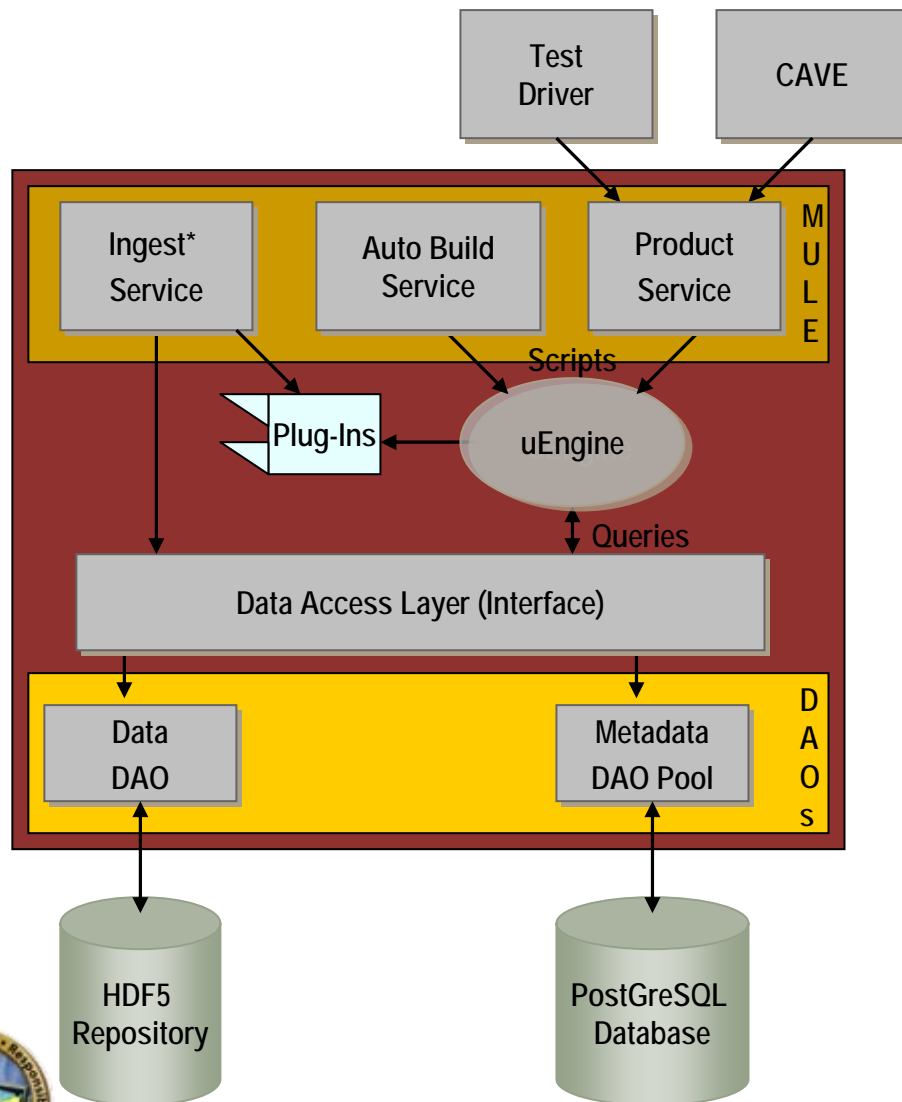 Test
Driver
CAVE
Ingest*
Service
Auto Build
Service
Product
Service
M
U
L
E
Scripts
Plug-Ins
uEngine
Queries
Data Access Layer (Interface)
Data
DAO
Metadata
DAO Pool
D
A
O
s
HDF5
Repository
PostGreSQL
Database